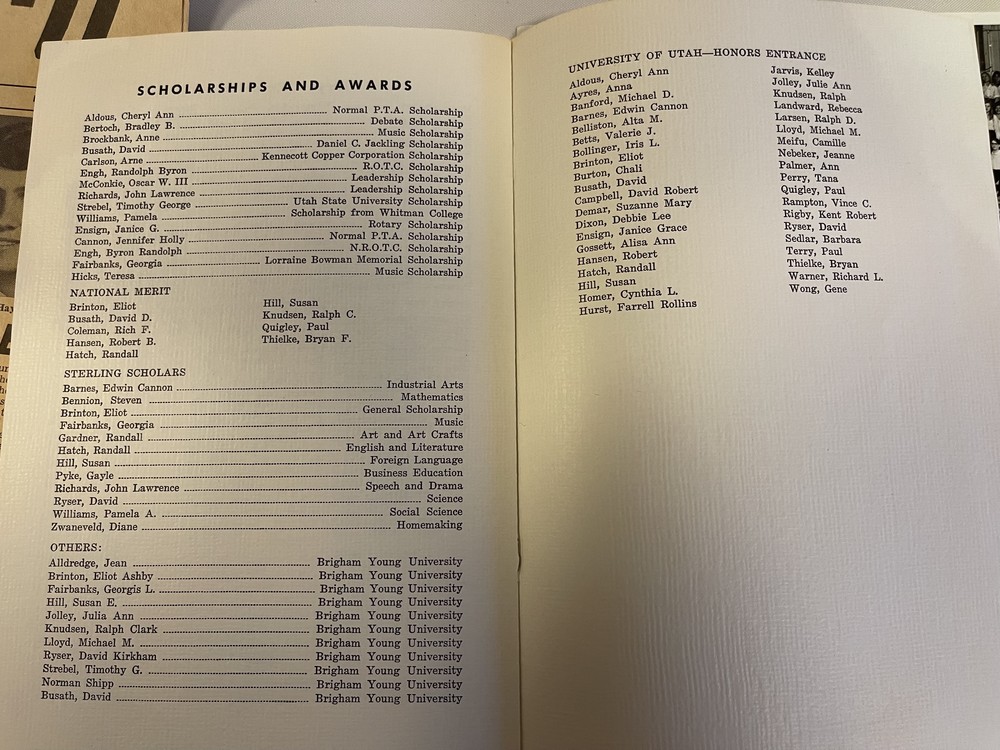 SCHOLARSHIPS AND AWARDS
Aldous, Cheryl Ann ........ Normal P.T.A. Scholarship
Bertoch, Bradley B. ........ Debate Scholarship
Brockbank, Anne ........ Music Scholarship
Busath, David ........ Daniel C. Jackling Scholarship
Carlson, Arne ........ Kennecott Copper Corporation Scholarship
Engh, Randolph Byron ........ R.O.T.C. Scholarship
McConkie, Oscar W. III ........ Leadership Scholarship
Richards, John Lawrence ........ Leadership Scholarship
Strebel, Timothy George ........ Utah State University Scholarship
Williams, Pamela ........ Scholarship from Whitman College
Ensign, Janice G. ........ Rotary Scholarship
Cannon, Jennifer Holly ........ Normal P.T.A. Scholarship
Engh, Byron Randolph ........ N.R.O.T.C. Scholarship
Fairbanks, Georgia ........ Lorraine Bowman Memorial Scholarship
Hicks, Teresa ........ Music Scholarship
NATIONAL MERIT
Brinton, Eliot
Busath, David D.
Coleman, Rich F.
Hansen, Robert B.
Hatch, Randall
Hill, Susan
Knudsen, Ralph C.
Quigley, Paul
Thielke, Bryan F.
STERLING SCHOLARS
Barnes, Edwin Cannon ........ Industrial Arts
Bennion, Steven ........ Mathematics
Brinton, Eliot ........ General Scholarship
Fairbanks, Georgia ........ Music
Gardner, Randall ........ Art and Art Crafts
Hatch, Randall ........ English and Literature
Hill, Susan ........ Foreign Language
Pyke, Gayle ........ Business Education
Richards, John Lawrence ........ Speech and Drama
Ryser, David ........ Science
Williams, Pamela A. ........ Social Science
Zwaneveld, Diane ........ Homemaking
OTHERS:
Alldredge, Jean ........ Brigham Young University
Brinton, Eliot Ashby ........ Brigham Young University
Fairbanks, Georgis L. ........ Brigham Young University
Hill, Susan E. ........ Brigham Young University
Jolley, Julia Ann ........ Brigham Young University
Knudsen, Ralph Clark ........ Brigham Young University
Lloyd, Michael M. ........ Brigham Young University
Ryser, David Kirkham ........ Brigham Young University
Strebel, Timothy G. ........ Brigham Young University
Norman Shipp ........ Brigham Young University
Busath, David ........ Brigham Young University
UNIVERSITY OF UTAH—HONORS ENTRANCE
Aldous, Cheryl Ann
Ayres, Anna
Banford, Michael D.
Barnes, Edwin Cannon
Belliston, Alta M.
Betts, Valerie J.
Bollinger, Iris L.
Brinton, Eliot
Burton, Chali
Busath, David
Campbell, David Robert
Demar, Suzanne Mary
Dixon, Debbie Lee
Ensign, Janice Grace
Gossett, Alisa Ann
Hansen, Robert
Hatch, Randall
Hill, Susan
Homer, Cynthia L.
Hurst, Farrell Rollins
Jarvis, Kelley
Jolley, Julie Ann
Knudsen, Ralph
Landward, Rebecca
Larsen, Ralph D.
Lloyd, Michael M.
Meifu, Camille
Nebeker, Jeanne
Palmer, Ann
Perry, Tana
Quigley, Paul
Rampton, Vince C.
Rigby, Kent Robert
Ryser, David
Sedlar, Barbara
Terry, Paul
Thielke, Bryan
Warner, Richard L.
Wong, Gene